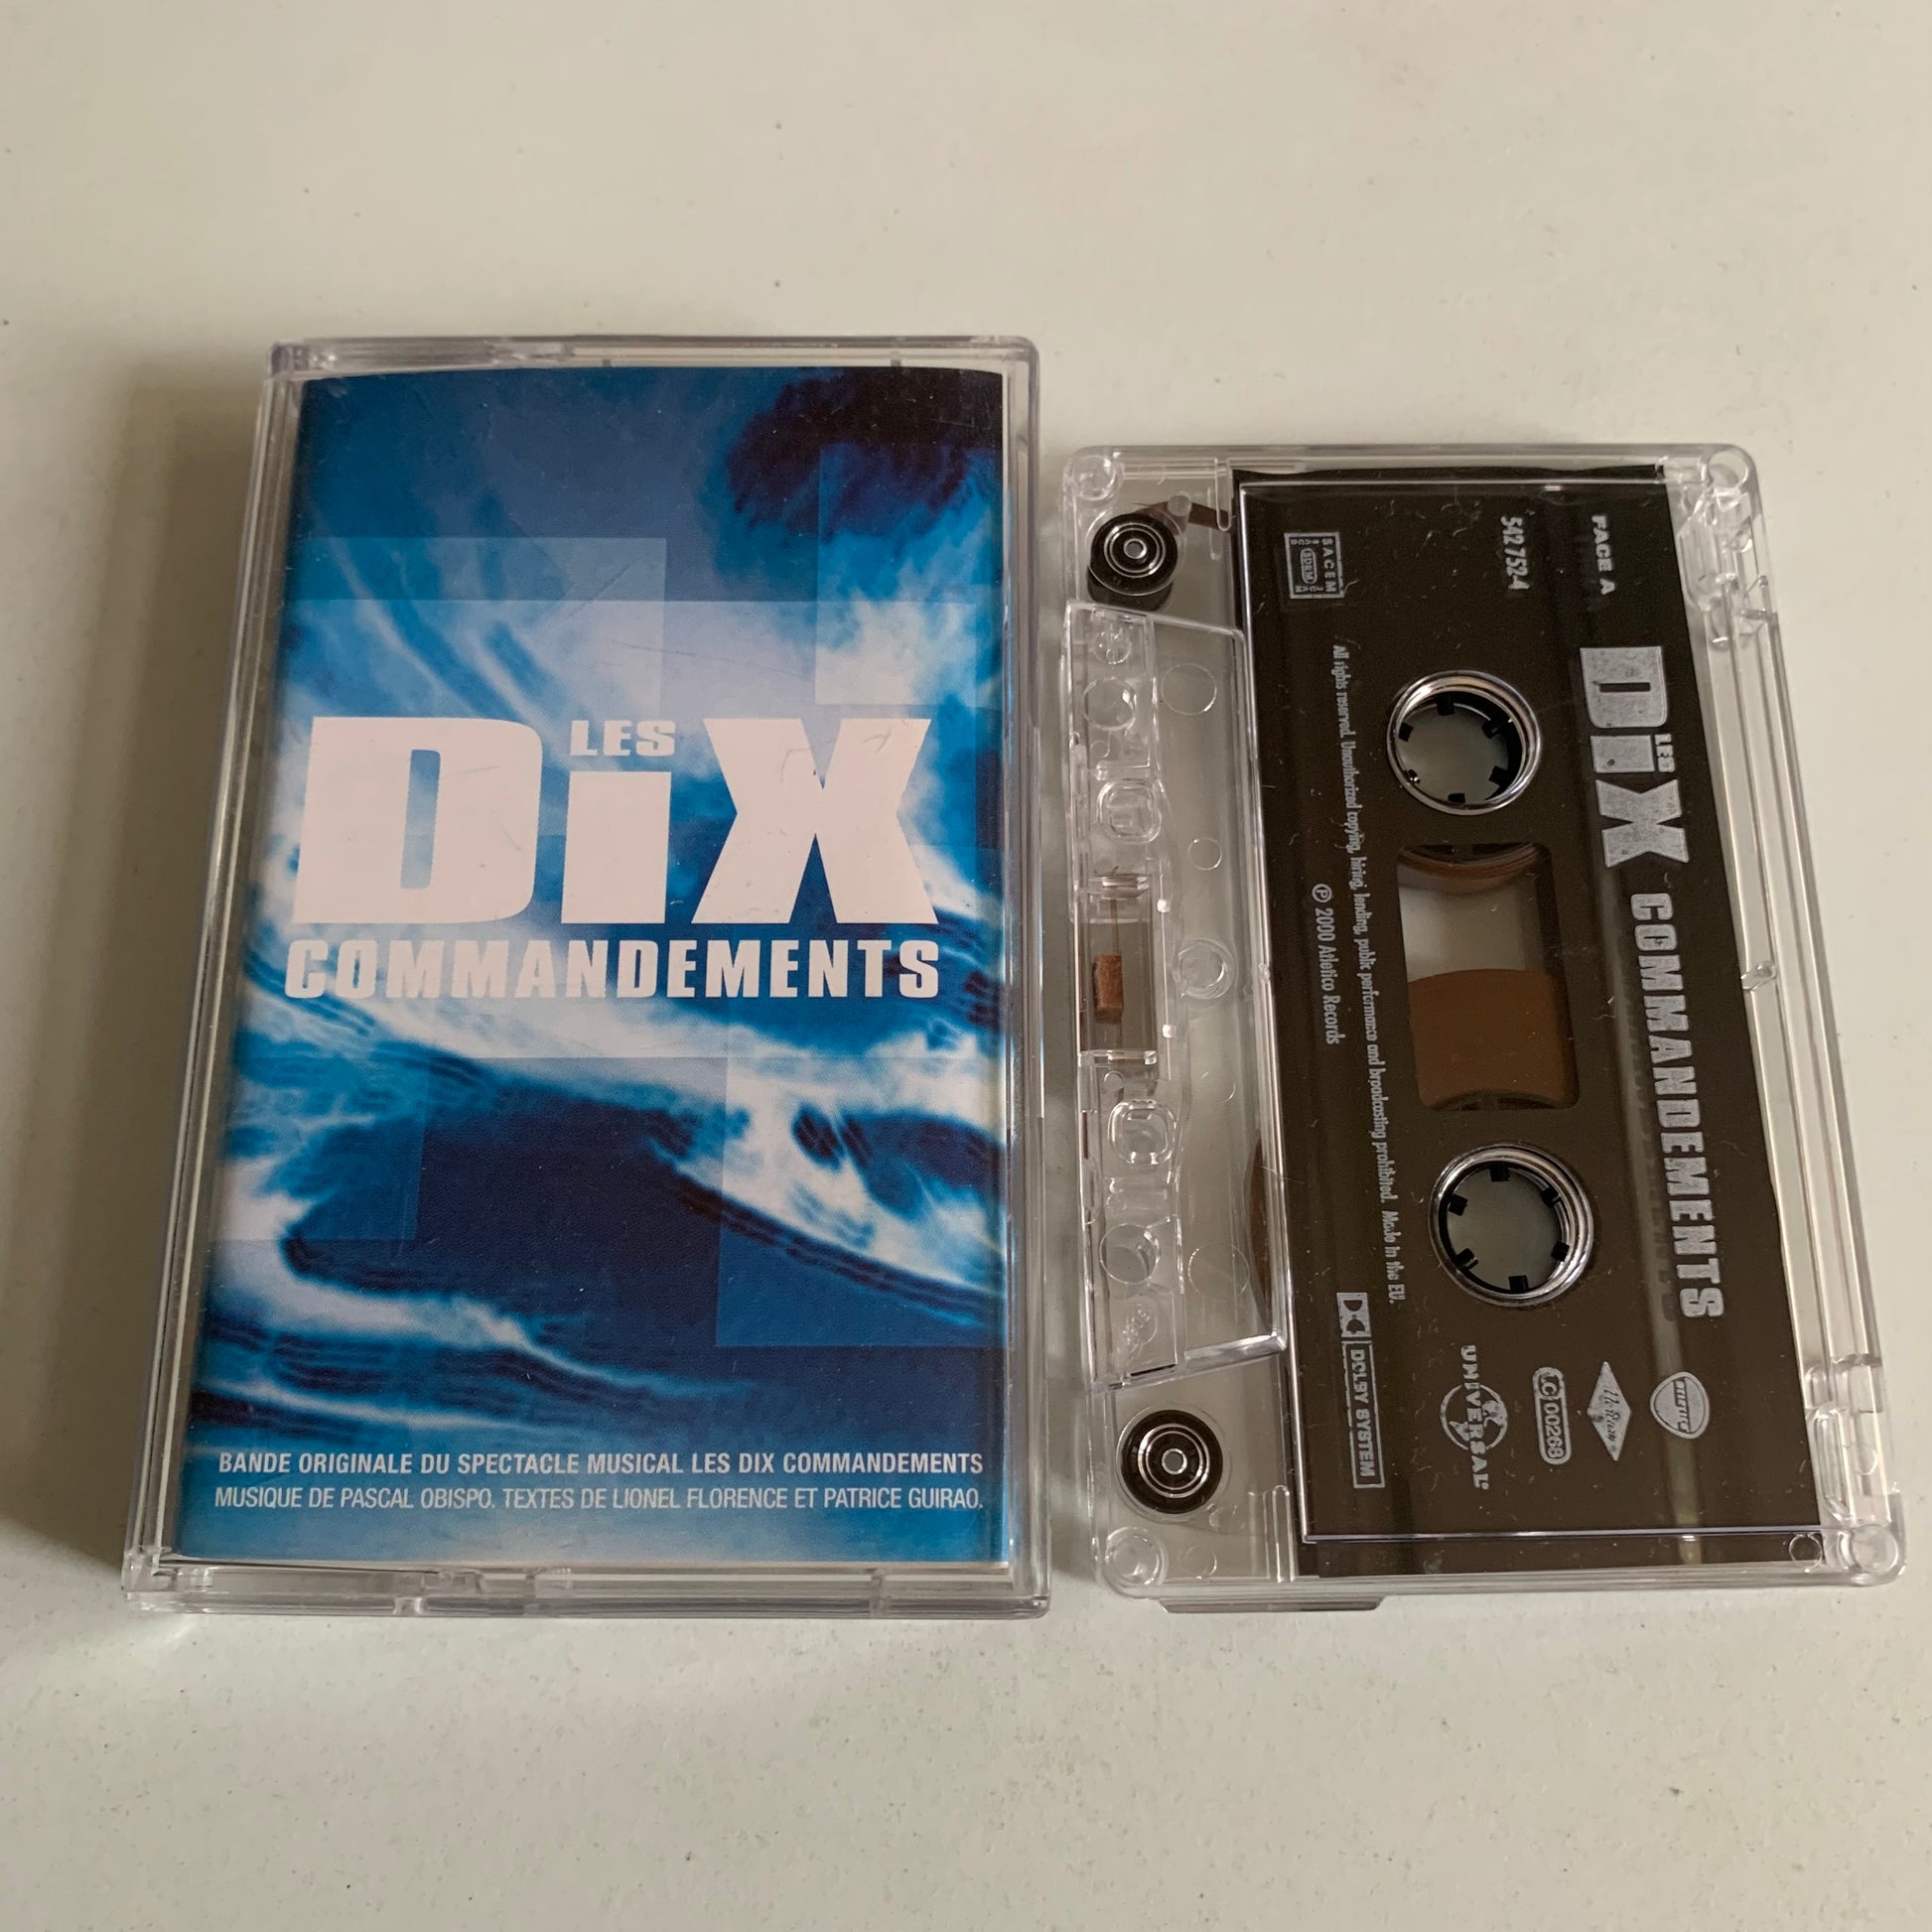 LES
DiX
COMMANDEMENTS
BANDE ORIGINALE DU SPECTACLE MUSICAL LES DIX COMMANDEMENTS
MUSIQUE DE PASCAL OBISPO. TEXTES DE LIONEL FLORENCE ET PATRICE GUIRAO.
FACE A
LES
DiX COMMANDEMENTS
542 752-4
SACEM
All rights reserved. Unauthorized copying, hiring, lending, public performance and broadcasting prohibited. Made in the EU.
℗ 2000 Atletico Records
LC 00268
UNIVERSAL
DOLBY SYSTEM